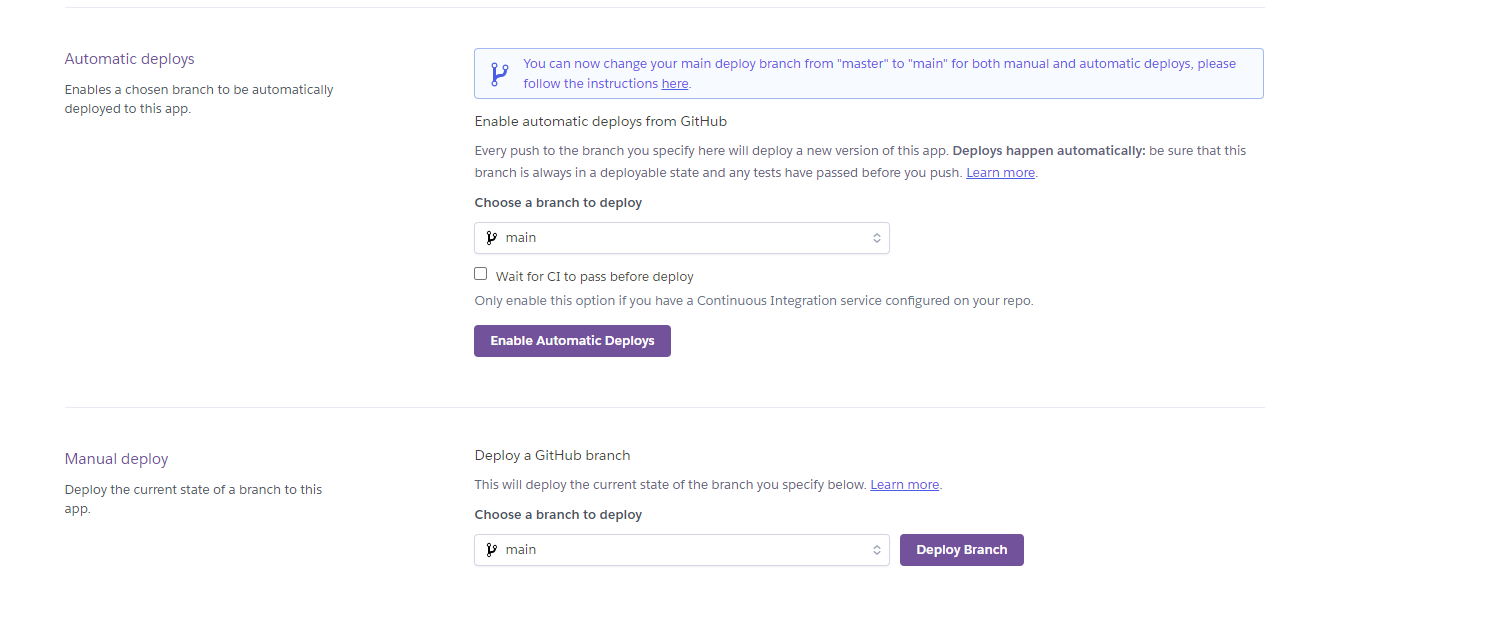 Automatic deploys
Enables a chosen branch to be automatically
deployed to this app.
You can now change your main deploy branch from "master" to "main" for both manual and automatic deploys, please
follow the instructions here.
Enable automatic deploys from GitHub
Every push to the branch you specify here will deploy a new version of this app. Deploys happen automatically: be sure that this
branch is always in a deployable state and any tests have passed before you push. Learn more.
Choose a branch to deploy
main
Wait for CI to pass before deploy
Only enable this option if you have a Continuous Integration service configured on your repo.
Enable Automatic Deploys
Manual deploy
Deploy the current state of a branch to this
app.
Deploy a GitHub branch
This will deploy the current state of the branch you specify below. Learn more.
Choose a branch to deploy
main
Deploy Branch